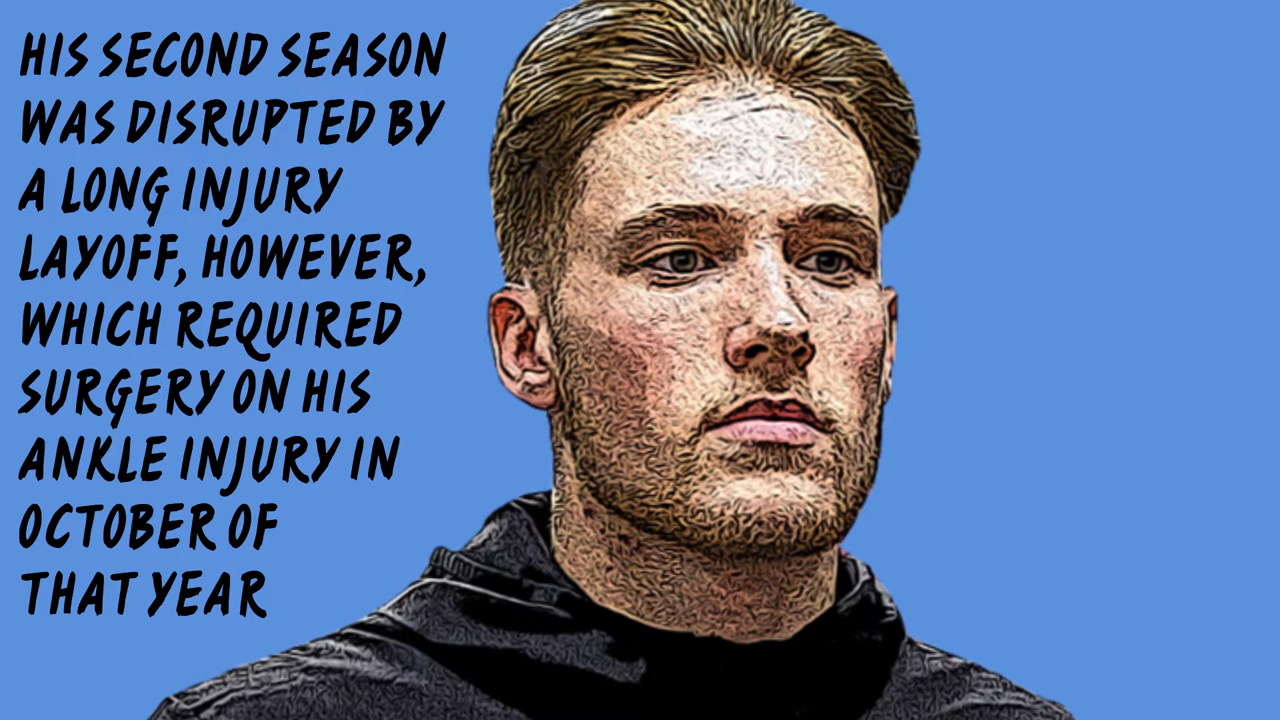 HIS SECOND SEASON
WAS DISRUPTED BY
A LONG INJURY
LAYOFF, HOWEVER,
WHICH REQUIRED
SURGERY ON HIS
ANKLE INJURY IN
OCTOBER OF
THAT YEAR